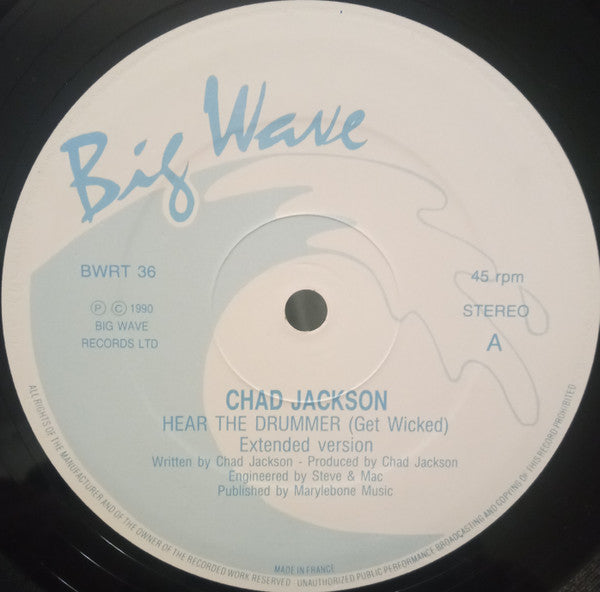 Big Wave
BWRT 36
45 rpm
Ⓟ © 1990
BIG WAVE
RECORDS LTD
STEREO
A
CHAD JACKSON
HEAR THE DRUMMER (Get Wicked)
Extended version
Written by Chad Jackson - Produced by Chad Jackson
Engineered by Steve & Mac
Published by Marylebone Music
ALL RIGHTS OF THE MANUFACTURER AND OF THE OWNER OF THE RECORDED WORK RESERVED - UNAUTHORIZED PUBLIC PERFORMANCE BROADCASTING AND COPYING OF THIS RECORD PROHIBITED
MADE IN FRANCE